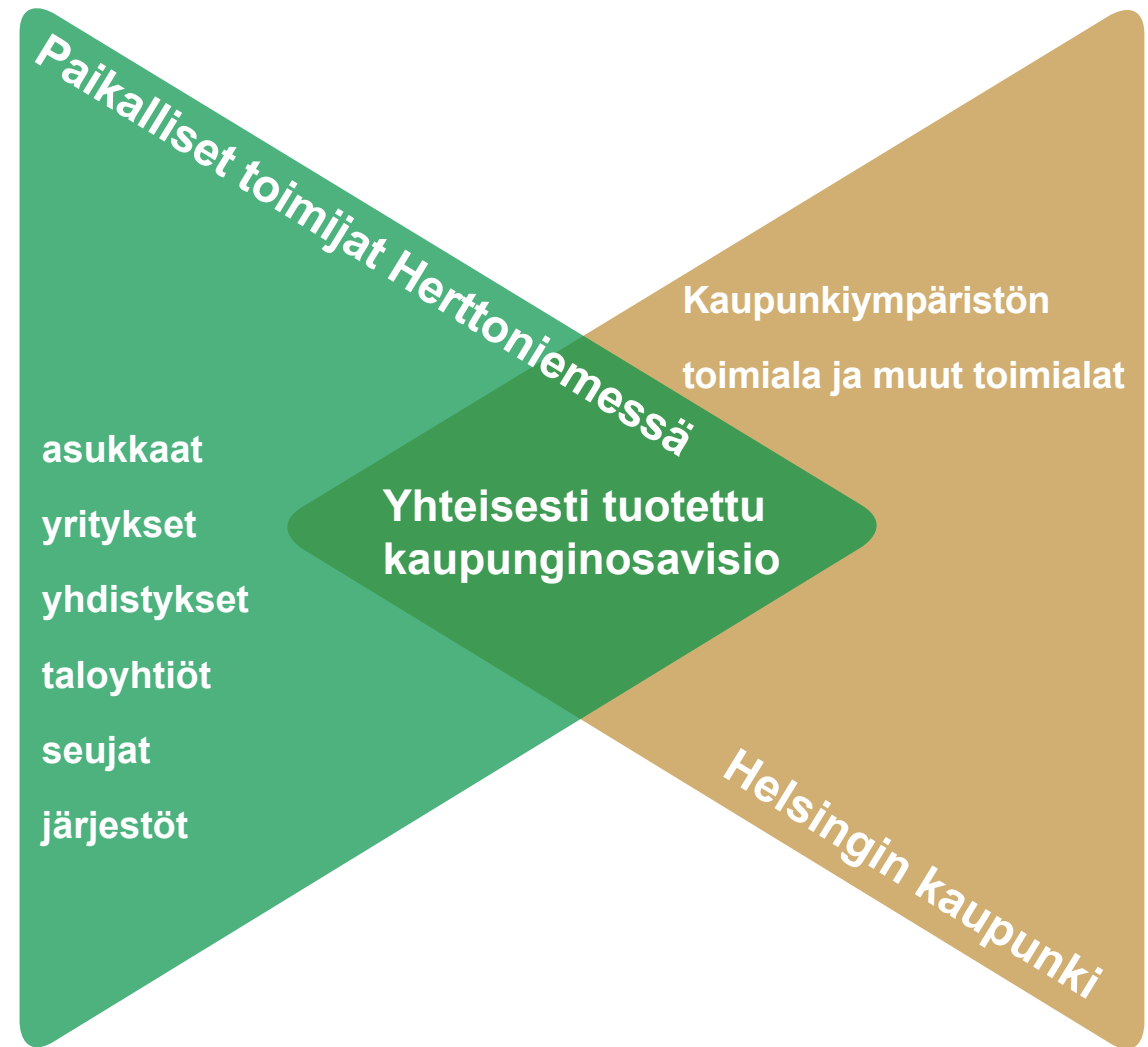 Paikalliset toimijat Herttoniemessä
asukkaat
yritykset
yhdistykset
taloyhtiöt
seujat
järjestöt
Yhteisesti tuotettu
kaupunginosavisio
Kaupunkiympäristön
toimiala ja muut toimialat
Helsingin kaupunki